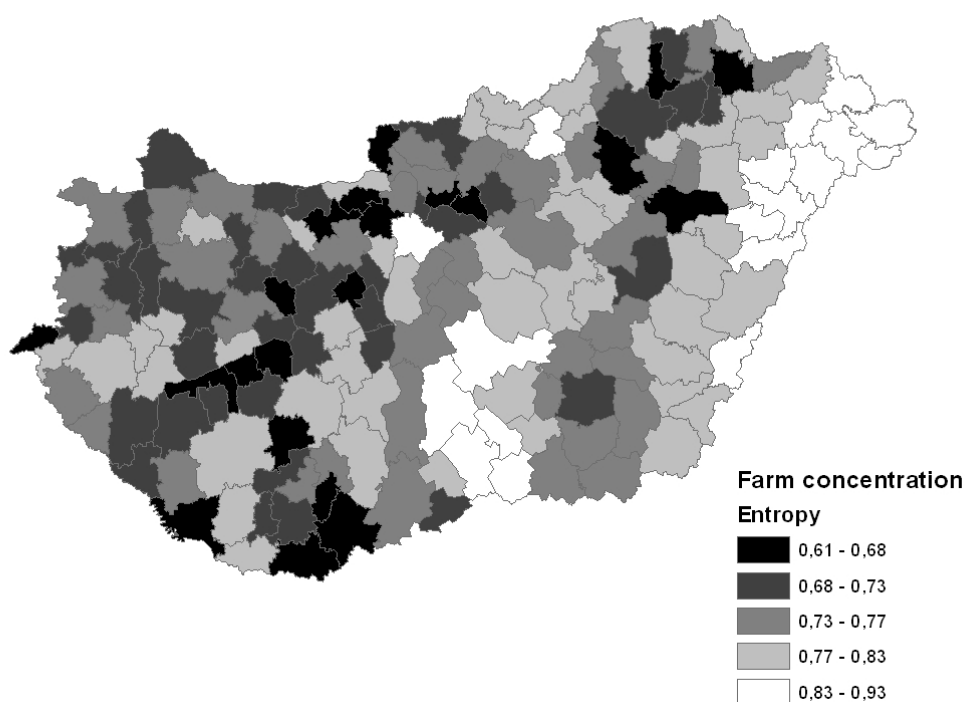 Farm concentration
Entropy
0,61 - 0,68
0,68 - 0,73
0,73 - 0,77
0,77 - 0,83
0,83 - 0,93